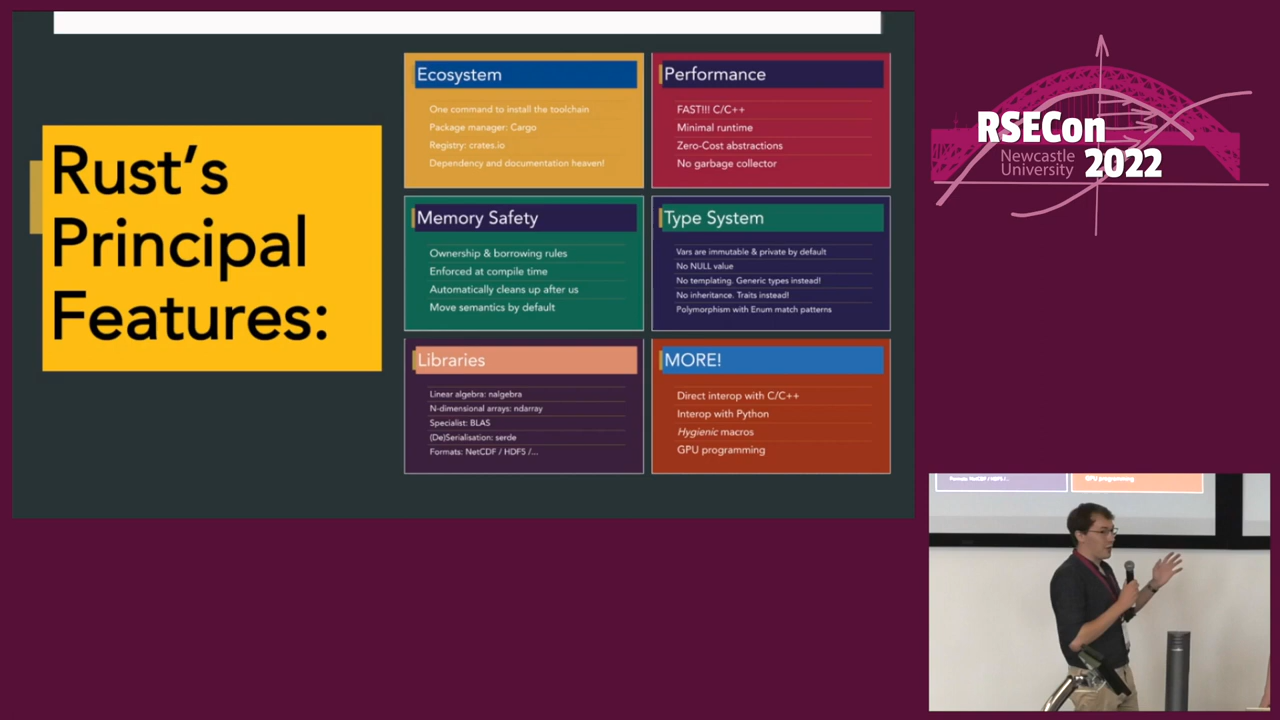 Rust's
Principal
Features:
Ecosystem
One command to install the toolchain
Package manager: Cargo
Registry: crates.io
Dependency and documentation heaven!
Performance
FAST!!! C/C++
Minimal runtime
Zero-Cost abstractions
No garbage collector
Memory Safety
Ownership & borrowing rules
Enforced at compile time
Automatically cleans up after us
Move semantics by default
Type System
Vars are immutable & private by default
No NULL value
No templating. Generic types instead!
No inheritance. Traits instead!
Polymorphism with Enum match patterns
Libraries
Linear algebra: nalgebra
N-dimensional arrays: ndarray
Specialist: BLAS
(De)Serialisation: serde
Formats: NetCDF / HDF5 /...
MORE!
Direct interop with C/C++
Interop with Python
Hygienic macros
GPU programming
RSECon
Newcastle
University
2022
Formats: NetCDF / HDF5 /...
GPU programming